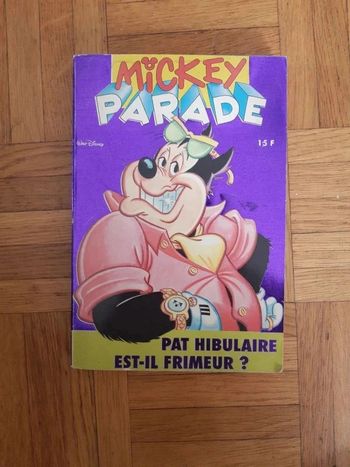 MICKEY
PARADE
WALT DISNEY
15 F
PAT HIBULAIRE
EST-IL FRIMEUR ?